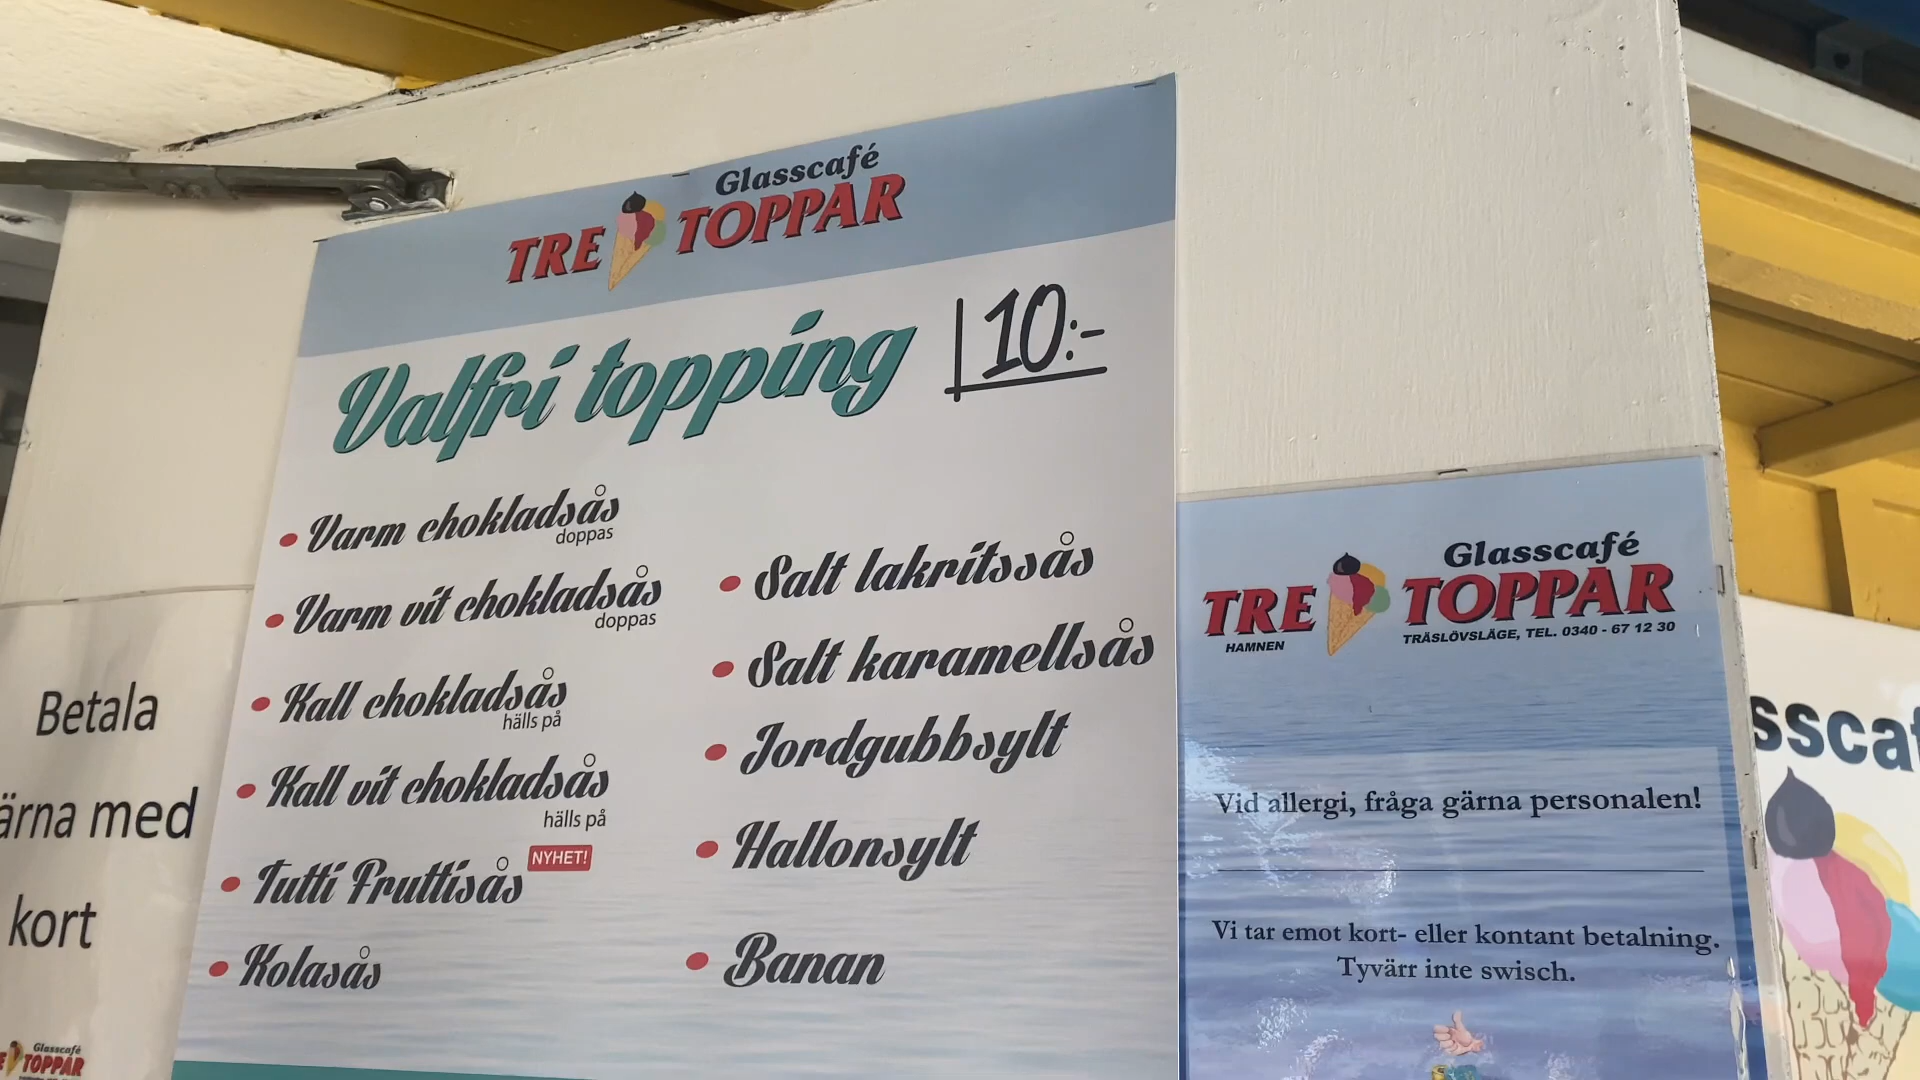 Glasscafé
TRE TOPPAR
Valfri topping 10:-
Varm chokladsås
doppas
Varm vit chokladsås
doppas
Kall chokladsås
hälls på
Kall vit chokladsås
hälls på
Tutti Fruttisås NYHET!
Kolasås
Salt lakritssås
Salt karamellsås
Jordgubbsylt
Hallonsylt
Banan
Glasscafé
TRE TOPPAR
HAMNEN
TRÄSLÖVSLÄGE, TEL. 0340 - 67 12 30
Vid allergi, fråga gärna personalen!
Vi tar emot kort- eller kontant betalning.
Tyvärr inte swisch.
Betala
ärna med
kort
Glasscafé
E TOPPAR
sscaf